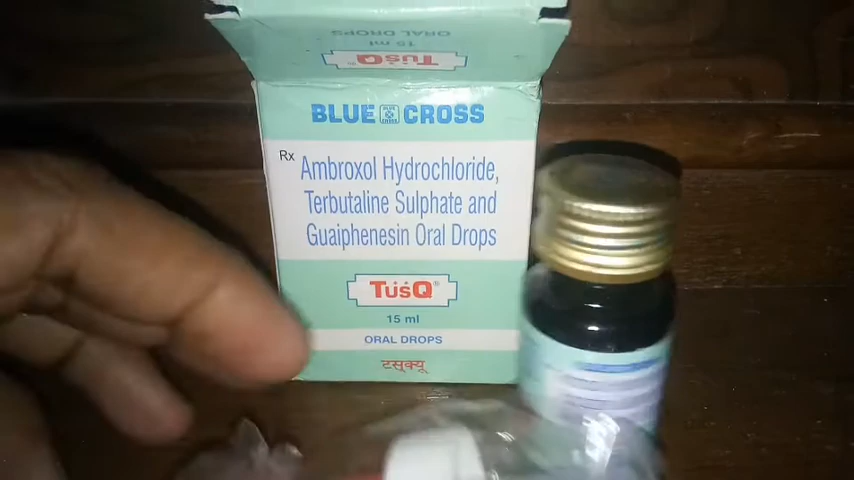 ORAL DROPS
15 ml
TusQ
BLUE CROSS
Rx Ambroxol Hydrochloride,
Terbutaline Sulphate and
Guaiphenesin Oral Drops
TusQ
15 ml
ORAL DROPS
टसक्यू